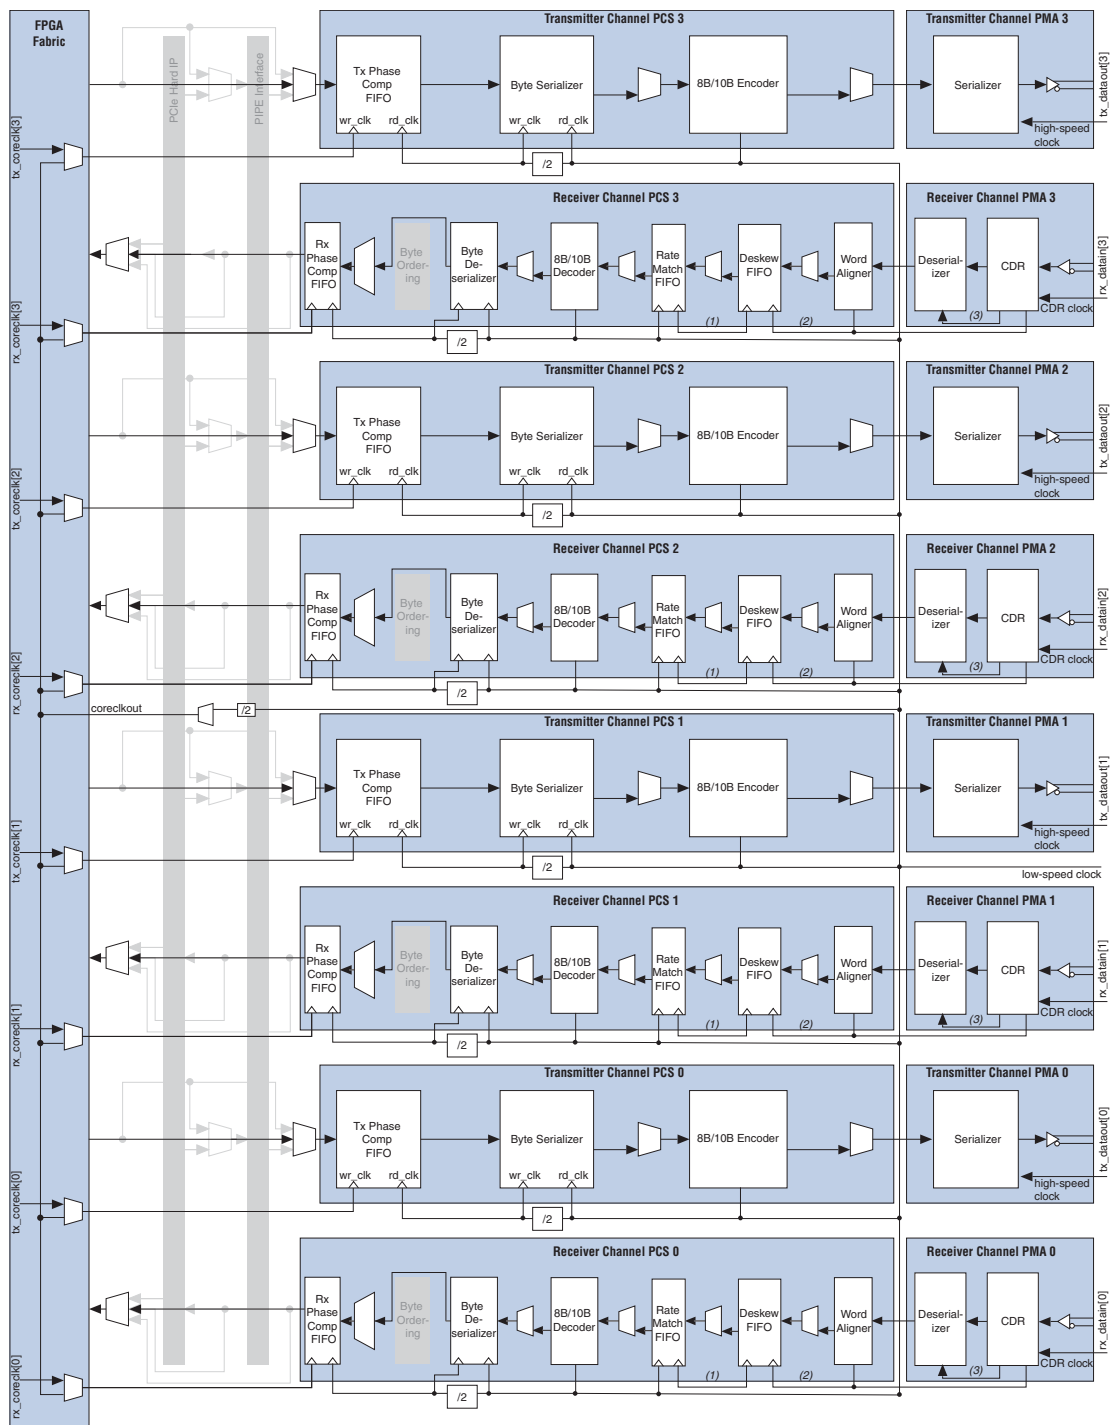 FPGA
Fabric
PCIe Hard IP
PIPE Interface
Transmitter Channel PCS 3
Tx Phase
Comp
FIFO
wr_clk
rd_clk
Byte Serializer
8B/10B Encoder
/2
Transmitter Channel PMA 3
Serializer
high-speed
clock
tx_dataout[3]
tx_coreclk[3]
Receiver Channel PCS 3
Rx
Phase
Comp
FIFO
Byte
Order-
ing
Byte
De-
serializer
8B/10B
Decoder
Rate
Match
FIFO
Deskew
FIFO
Word
Aligner
/2
(1)
(2)
Receiver Channel PMA 3
Deserial-
izer
CDR
(3)
CDR clock
rx_datain[3]
rx_coreclk[3]
Transmitter Channel PCS 2
Tx Phase
Comp
FIFO
wr_clk
rd_clk
Byte Serializer
8B/10B Encoder
/2
Transmitter Channel PMA 2
Serializer
high-speed
clock
tx_dataout[2]
tx_coreclk[2]
Receiver Channel PCS 2
Rx
Phase
Comp
FIFO
Byte
Order-
ing
Byte
De-
serializer
8B/10B
Decoder
Rate
Match
FIFO
Deskew
FIFO
Word
Aligner
/2
(1)
(2)
Receiver Channel PMA 2
Deserial-
izer
CDR
(3)
CDR clock
rx_datain[2]
rx_coreclk[2]
coreclkout
/2
Transmitter Channel PCS 1
Tx Phase
Comp
FIFO
wr_clk
rd_clk
Byte Serializer
8B/10B Encoder
/2
Transmitter Channel PMA 1
Serializer
high-speed
clock
tx_dataout[1]
tx_coreclk[1]
low-speed clock
Receiver Channel PCS 1
Rx
Phase
Comp
FIFO
Byte
Order-
ing
Byte
De-
serializer
8B/10B
Decoder
Rate
Match
FIFO
Deskew
FIFO
Word
Aligner
/2
(1)
(2)
Receiver Channel PMA 1
Deserial-
izer
CDR
(3)
CDR clock
rx_datain[1]
rx_coreclk[1]
Transmitter Channel PCS 0
Tx Phase
Comp
FIFO
wr_clk
rd_clk
Byte Serializer
8B/10B Encoder
/2
Transmitter Channel PMA 0
Serializer
high-speed
clock
tx_dataout[0]
tx_coreclk[0]
Receiver Channel PCS 0
Rx
Phase
Comp
FIFO
Byte
Order-
ing
Byte
De-
serializer
8B/10B
Decoder
Rate
Match
FIFO
Deskew
FIFO
Word
Aligner
/2
(1)
(2)
Receiver Channel PMA 0
Deserial-
izer
CDR
(3)
CDR clock
rx_datain[0]
rx_coreclk[0]